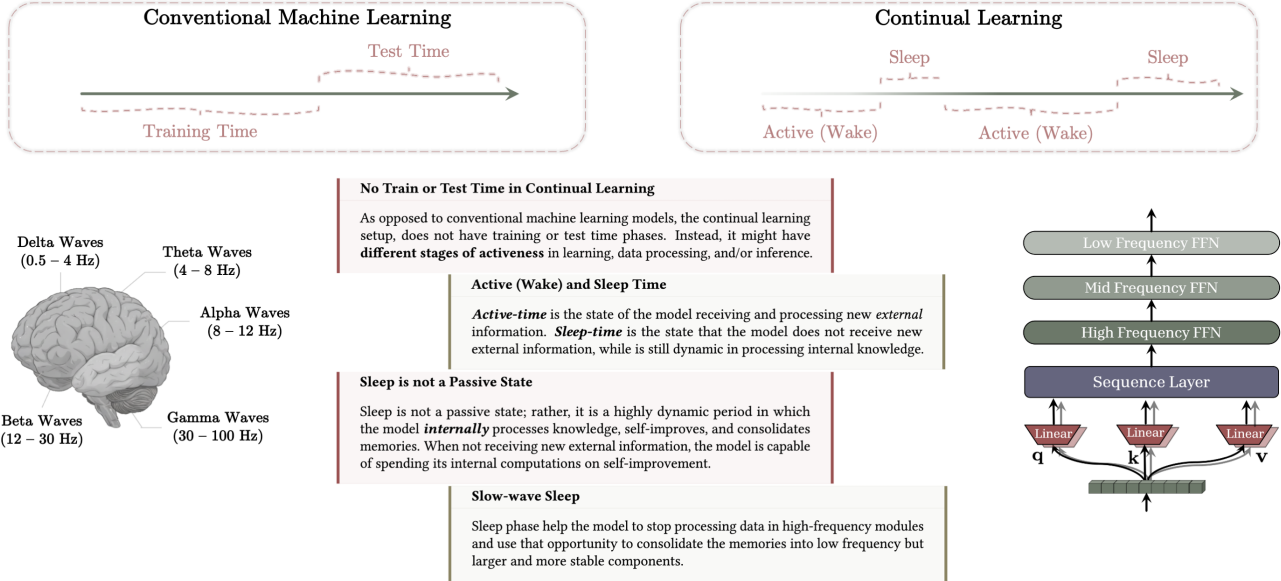 Conventional Machine Learning
Test Time
Training Time
Continual Learning
Sleep
Sleep
Active (Wake)
Active (Wake)
Delta Waves
(0.5 – 4 Hz)
Theta Waves
(4 – 8 Hz)
Alpha Waves
(8 – 12 Hz)
Beta Waves
(12 – 30 Hz)
Gamma Waves
(30 – 100 Hz)
No Train or Test Time in Continual Learning
As opposed to conventional machine learning models, the continual learning
setup, does not have training or test time phases. Instead, it might have
different stages of activeness in learning, data processing, and/or inference.
Active (Wake) and Sleep Time
Active-time is the state of the model receiving and processing new external
information. Sleep-time is the state that the model does not receive new
external information, while is still dynamic in processing internal knowledge.
Sleep is not a Passive State
Sleep is not a passive state; rather, it is a highly dynamic period in which
the model internally processes knowledge, self-improves, and consolidates
memories. When not receiving new external information, the model is capable
of spending its internal computations on self-improvement.
Slow-wave Sleep
Sleep phase help the model to stop processing data in high-frequency modules
and use that opportunity to consolidate the memories into low frequency but
larger and more stable components.
Low Frequency FFN
Mid Frequency FFN
High Frequency FFN
Sequence Layer
Linear
Linear
Linear
q
k
v